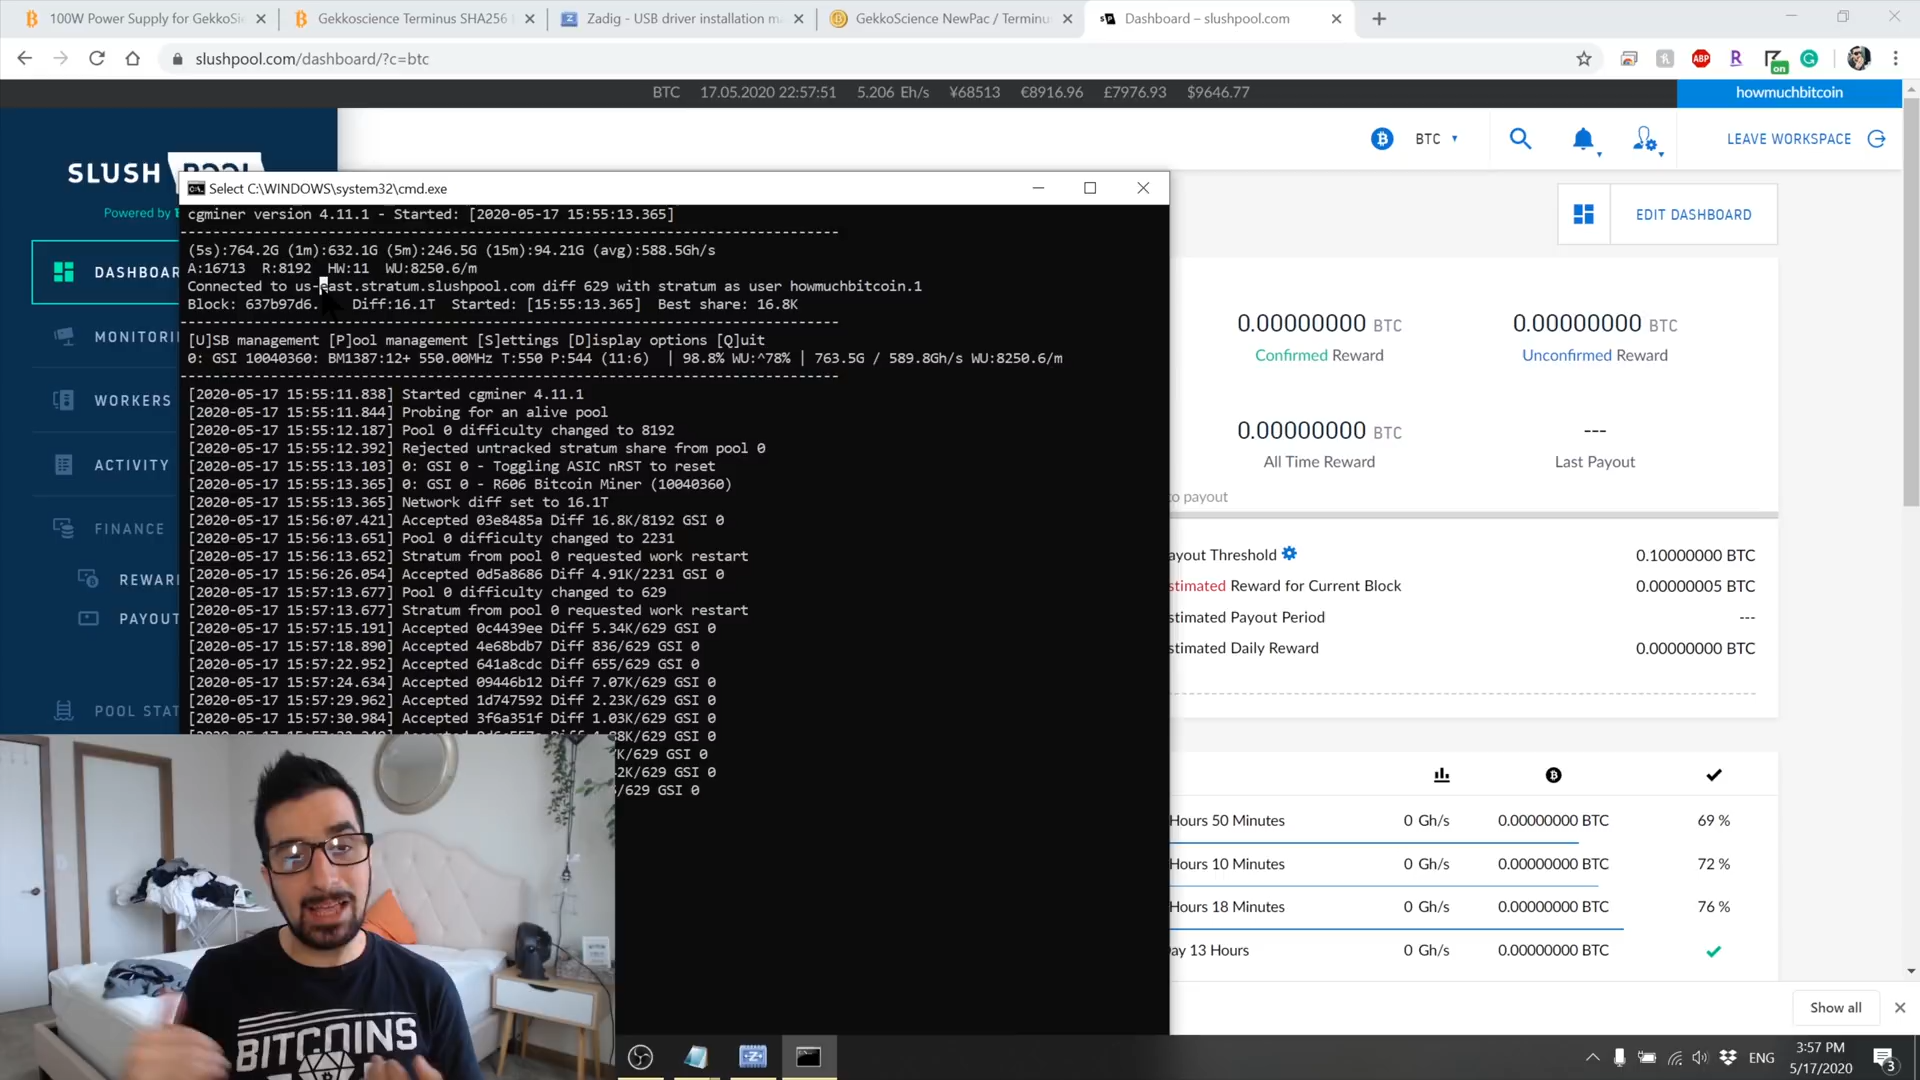 100W Power Supply for GekkoSi
Gekkoscience Terminus SHA256
Zadig - USB driver installation m
GekkoScience NewPac / Terminu
Dashboard – slushpool.com
slushpool.com/dashboard/?c=btc
ABP
R
on
BTC 17.05.2020 22:57:51 5.206 Eh/s ¥68513 €8916.96 £7976.93 $9646.77
howmuchbitcoin
BTC
LEAVE WORKSPACE
SLUSH POOL
Powered by
EDIT DASHBOARD
DASHBOAR
MONITORI
WORKERS
ACTIVITY
FINANCE
REWAR
PAYOUT
POOL STAT
Select C:\WINDOWS\system32\cmd.exe
cgminer version 4.11.1 - Started: [2020-05-17 15:55:13.365]
(5s):764.2G (1m):632.1G (5m):246.5G (15m):94.21G (avg):588.5Gh/s
A:16713 R:8192 HW:11 WU:8250.6/m
Connected to us-east.stratum.slushpool.com diff 629 with stratum as user howmuchbitcoin.1
Block: 637b97d6. Diff:16.1T Started: [15:55:13.365] Best share: 16.8K
[U]SB management [P]ool management [S]ettings [D]isplay options [Q]uit
0: GSI 10040360: BM1387:12+ 550.00MHz T:550 P:544 (11:6) | 98.8% WU:^78% | 763.5G / 589.8Gh/s WU:8250.6/m
[2020-05-17 15:55:11.838] Started cgminer 4.11.1
[2020-05-17 15:55:11.844] Probing for an alive pool
[2020-05-17 15:55:12.187] Pool 0 difficulty changed to 8192
[2020-05-17 15:55:12.392] Rejected untracked stratum share from pool 0
[2020-05-17 15:55:13.103] 0: GSI 0 - Toggling ASIC nRST to reset
[2020-05-17 15:55:13.365] 0: GSI 0 - R606 Bitcoin Miner (10040360)
[2020-05-17 15:55:13.365] Network diff set to 16.1T
[2020-05-17 15:56:07.421] Accepted 03e8485a Diff 16.8K/8192 GSI 0
[2020-05-17 15:56:13.651] Pool 0 difficulty changed to 2231
[2020-05-17 15:56:13.652] Stratum from pool 0 requested work restart
[2020-05-17 15:56:26.054] Accepted 0d5a8686 Diff 4.91K/2231 GSI 0
[2020-05-17 15:57:13.677] Pool 0 difficulty changed to 629
[2020-05-17 15:57:13.677] Stratum from pool 0 requested work restart
[2020-05-17 15:57:15.191] Accepted 0c4439ee Diff 5.34K/629 GSI 0
[2020-05-17 15:57:18.890] Accepted 4e68bdb7 Diff 836/629 GSI 0
[2020-05-17 15:57:22.952] Accepted 641a8cdc Diff 655/629 GSI 0
[2020-05-17 15:57:24.634] Accepted 09446b12 Diff 7.07K/629 GSI 0
[2020-05-17 15:57:29.962] Accepted 1d747592 Diff 2.23K/629 GSI 0
[2020-05-17 15:57:30.984] Accepted 3f6a351f Diff 1.03K/629 GSI 0
88K/629 GSI 0
K/629 GSI 0
2K/629 GSI 0
/629 GSI 0
0.00000000 BTC
Confirmed Reward
0.00000000 BTC
Unconfirmed Reward
0.00000000 BTC
All Time Reward
---
Last Payout
to payout
ayout Threshold 0.10000000 BTC
stimated Reward for Current Block 0.00000005 BTC
stimated Payout Period ---
stimated Daily Reward 0.00000000 BTC
Hours 50 Minutes 0 Gh/s 0.00000000 BTC 69 %
Hours 10 Minutes 0 Gh/s 0.00000000 BTC 72 %
Hours 18 Minutes 0 Gh/s 0.00000000 BTC 76 %
ay 13 Hours 0 Gh/s 0.00000000 BTC
Show all
BITCOINS
ENG
3:57 PM
5/17/2020
3